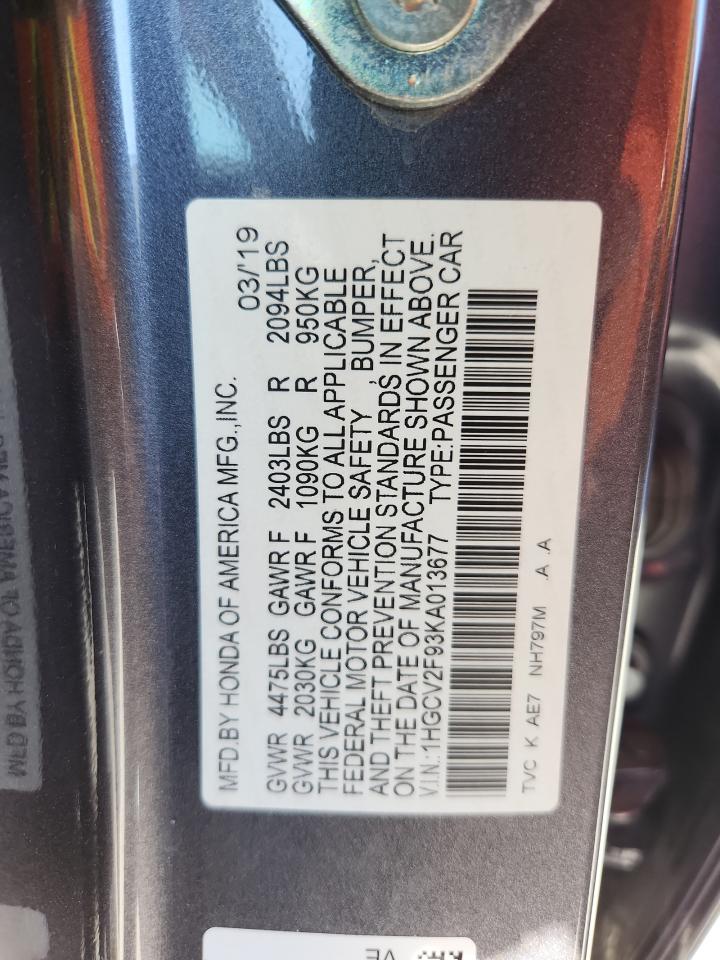 MFD.BY HONDA OF AMERICA MFG.,INC. 03/'19
GVWR 4475LBS GAWR F 2403LBS R 2094LBS
GVWR 2030KG GAWR F 1090KG R 950KG
THIS VEHICLE CONFORMS TO ALL APPLICABLE
FEDERAL MOTOR VEHICLE SAFETY , BUMPER,
AND THEFT PREVENTION STANDARDS IN EFFECT
ON THE DATE OF MANUFACTURE SHOWN ABOVE.
V.I.N.:1HGCV2F93KA013677 TYPE:PASSENGER CAR
TVC K AE7 NH797M A A
VE